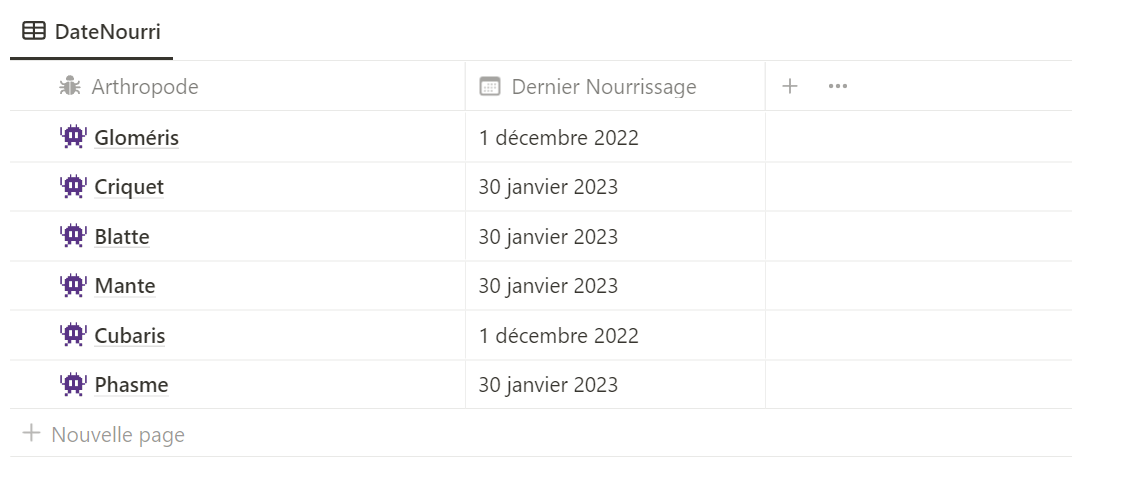 DateNourri
Arthropode Dernier Nourrissage
Gloméris 1 décembre 2022
Criquet 30 janvier 2023
Blatte 30 janvier 2023
Mante 30 janvier 2023
Cubaris 1 décembre 2022
Phasme 30 janvier 2023
+ Nouvelle page